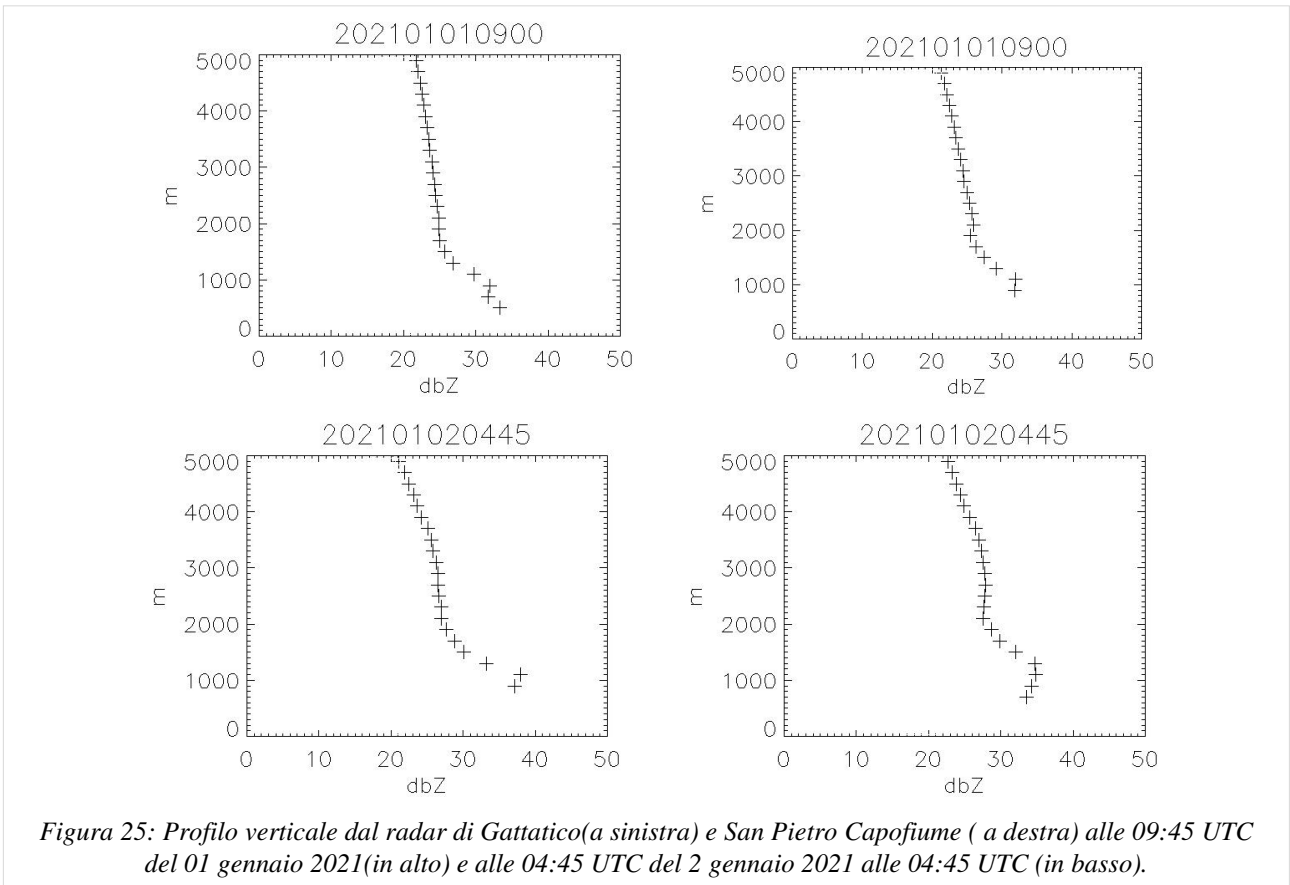 202101010900
5000
4000
3000
2000
1000
0
m
0 10 20 30 40 50
dbZ
202101010900
5000
4000
3000
2000
1000
0
m
0 10 20 30 40 50
dbZ
202101020445
5000
4000
3000
2000
1000
0
m
0 10 20 30 40 50
dbZ
202101020445
5000
4000
3000
2000
1000
0
m
0 10 20 30 40 50
dbZ
Figura 25: Profilo verticale dal radar di Gattatico(a sinistra) e San Pietro Capofiume ( a destra) alle 09:45 UTC
del 01 gennaio 2021(in alto) e alle 04:45 UTC del 2 gennaio 2021 alle 04:45 UTC (in basso).